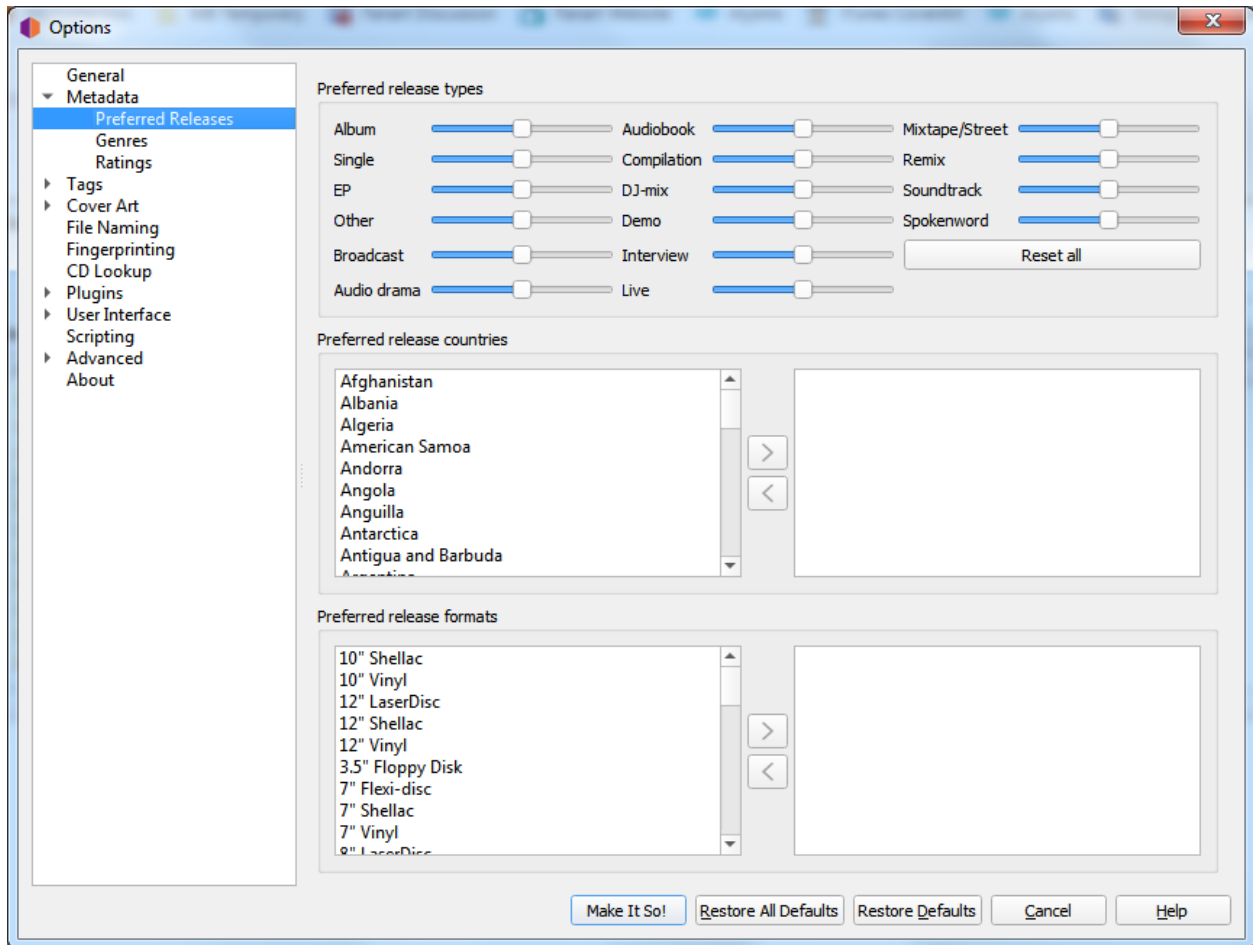 Options
General
Metadata
Preferred Releases
Genres
Ratings
Tags
Cover Art
File Naming
Fingerprinting
CD Lookup
Plugins
User Interface
Scripting
Advanced
About
Preferred release types
Album Audiobook Mixtape/Street
Single Compilation Remix
EP DJ-mix Soundtrack
Other Demo Spokenword
Broadcast Interview Reset all
Audio drama Live
Preferred release countries
Afghanistan
Albania
Algeria
American Samoa
Andorra
Angola
Anguilla
Antarctica
Antigua and Barbuda
Argentina
>
<
Preferred release formats
10" Shellac
10" Vinyl
12" LaserDisc
12" Shellac
12" Vinyl
3.5" Floppy Disk
7" Flexi-disc
7" Shellac
7" Vinyl
8" LaserDisc
>
<
Make It So! Restore All Defaults Restore Defaults Cancel Help